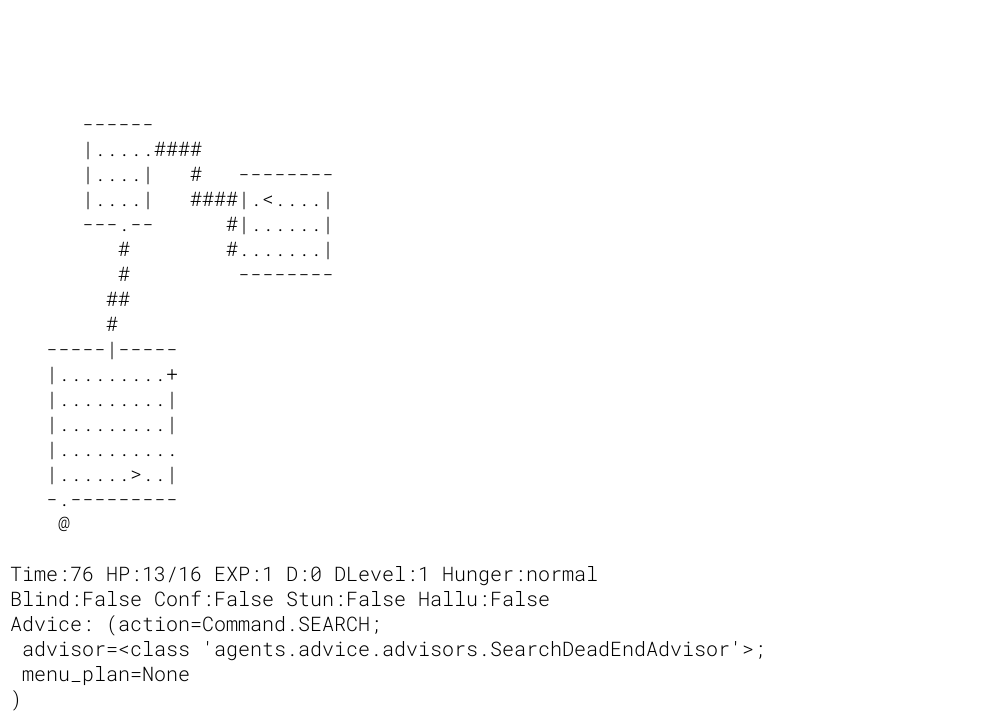 ------
      |.....####
      |....|   #   --------
      |....|   ####|.<....|
      ---.--      #|......|
         #        #.......|
         #         --------
        ##
        #
   -----|-----
   |.........+
   |.........|
   |.........|
   |..........
   |......>..|
   -.---------
    @
Time:76 HP:13/16 EXP:1 D:0 DLevel:1 Hunger:normal
Blind:False Conf:False Stun:False Hallu:False
Advice: (action=Command.SEARCH;
 advisor=<class 'agents.advice.advisors.SearchDeadEndAdvisor'>;
 menu_plan=None
)